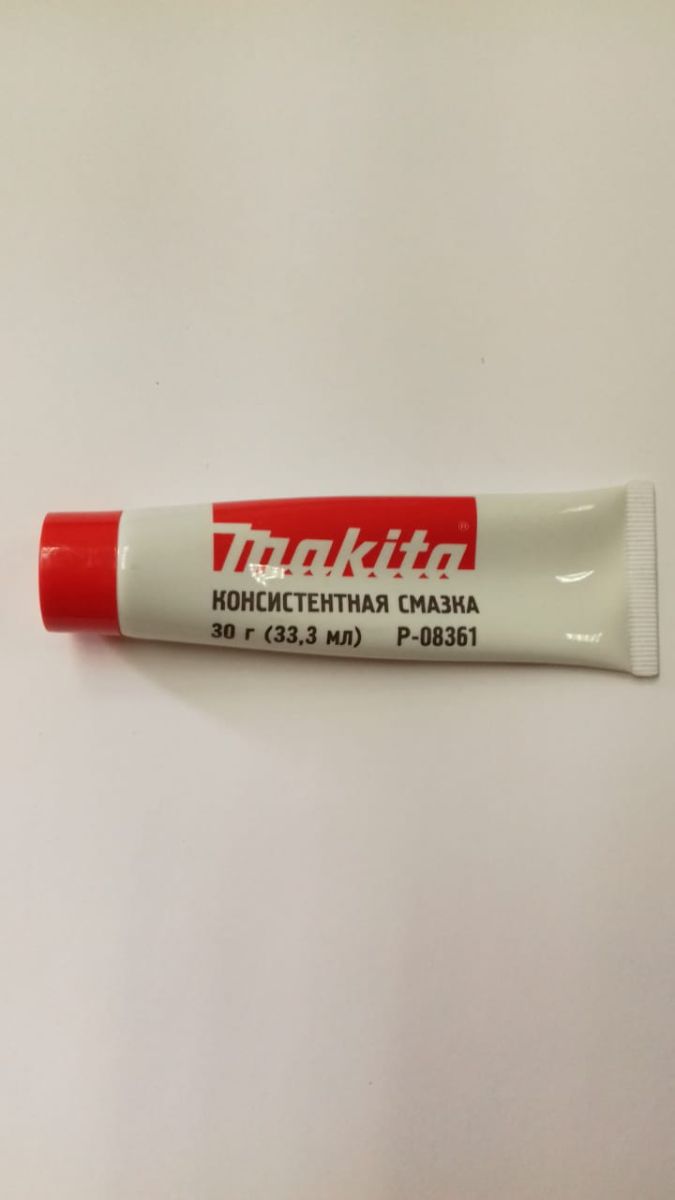 makita®
КОНСИСТЕНТНАЯ СМАЗКА
30 г (33,3 мл) P-08361